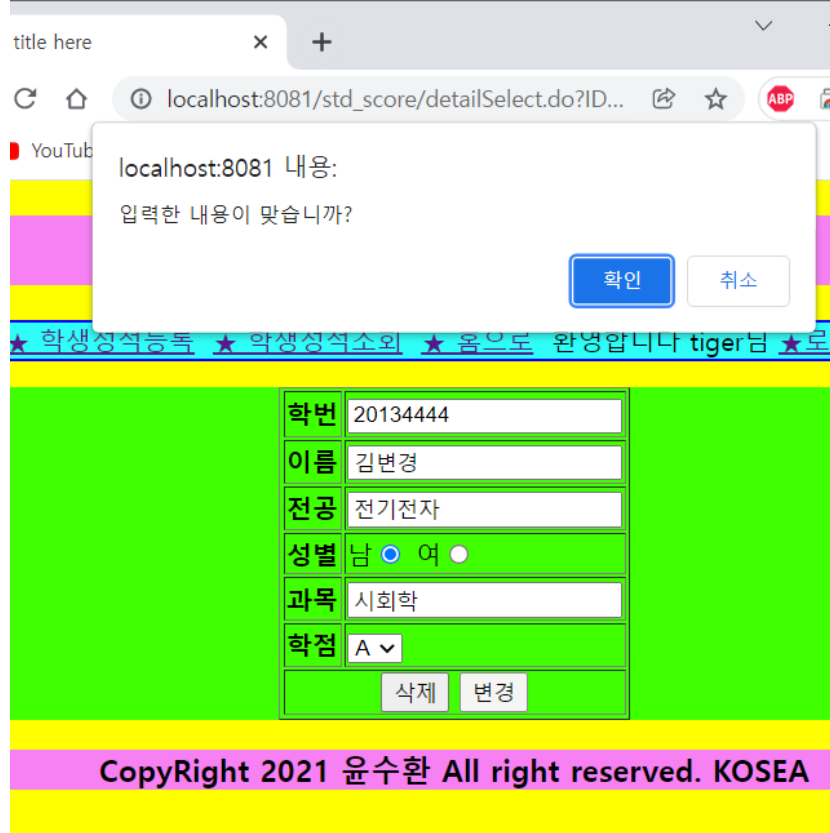 title here
localhost:8081/std_score/detailSelect.do?ID...
ABP
YouTub
localhost:8081 내용:
입력한 내용이 맞습니까?
확인 취소
★ 학생성적등록 ★ 학생성적조회 ★ 홈으로 환영합니다 tiger님 ★로
학번 20134444
이름 김변경
전공 전기전자
성별 남 여
과목 시회학
학점 A
삭제 변경
CopyRight 2021 윤수환 All right reserved. KOSEA